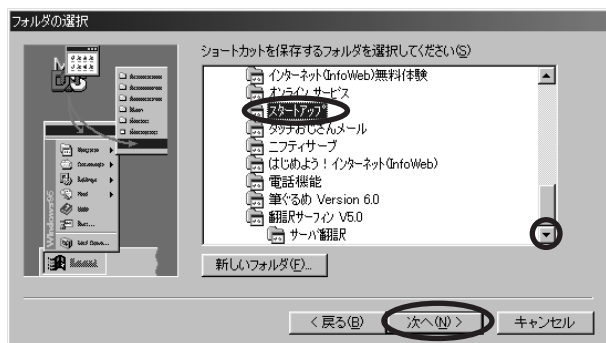 フォルダの選択
ショートカットを保存するフォルダを選択してください(S)
インターネット(InfoWeb)無料体験
オンライン サービス
スタートアップ
タッチおじさんメール
ニフティサーブ
はじめよう！インターネット(InfoWeb)
電話機能
筆ぐるめ Version 6.0
翻訳サーフィン V5.0
サーバ翻訳
新しいフォルダ(F)...
Windows95
< 戻る(B)
次へ(N) >
キャンセル